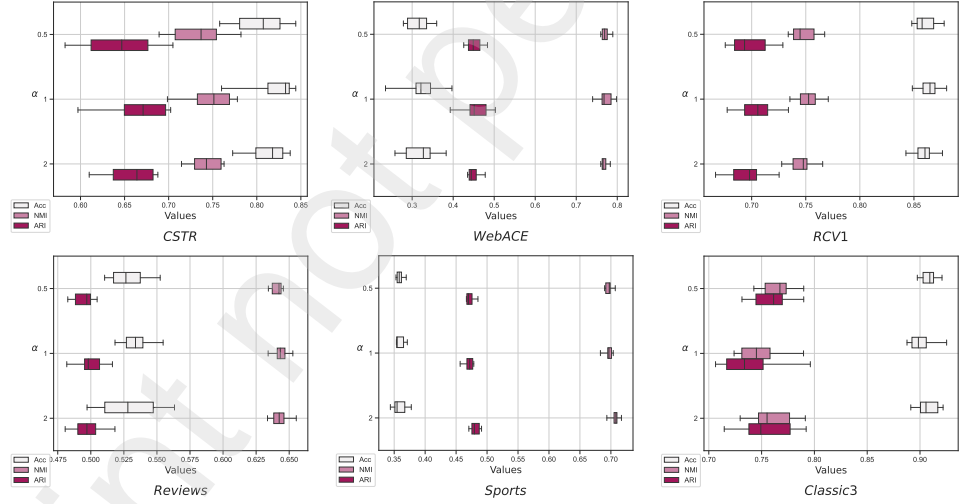 0.5
α 1
2
0.60 0.65 0.70 0.75 0.80 0.85
Values
Acc
NMI
ARI
CSTR
0.5
α 1
2
0.3 0.4 0.5 0.6 0.7 0.8
Values
Acc
NMI
ARI
WebACE
0.5
α 1
2
0.70 0.75 0.80 0.85
Values
Acc
NMI
ARI
RCV1
0.5
α 1
2
0.475 0.500 0.525 0.550 0.575 0.600 0.625 0.650
Values
Acc
NMI
ARI
Reviews
0.5
α 1
2
0.35 0.40 0.45 0.50 0.55 0.60 0.65 0.70
Values
Acc
NMI
ARI
Sports
0.5
α 1
2
0.70 0.75 0.80 0.85 0.90
Values
Acc
NMI
ARI
Classic3
int not pe